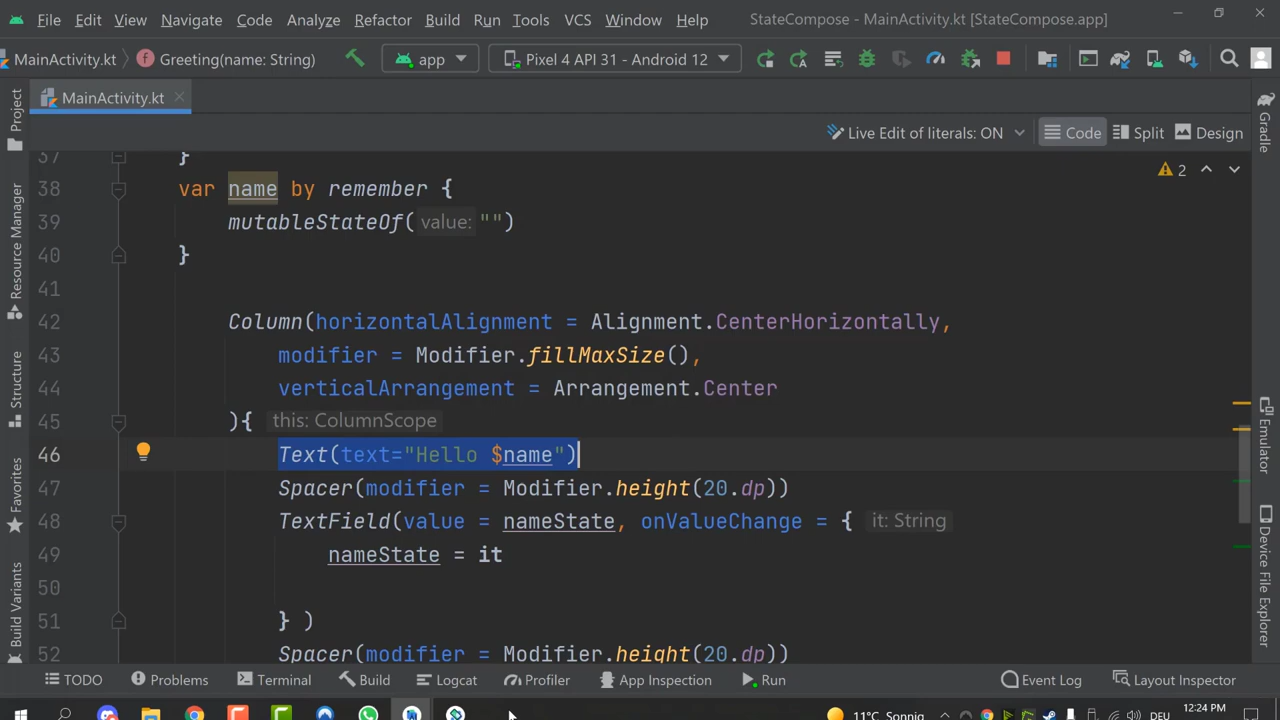 File Edit View Navigate Code Analyze Refactor Build Run Tools VCS Window Help StateCompose - MainActivity.kt [StateCompose.app]
MainActivity.kt Greeting(name: String) app Pixel 4 API 31 - Android 12
MainActivity.kt
Live Edit of literals: ON Code Split Design
2
37 }
38 var name by remember {
39 mutableStateOf( value: "")
40 }
41
42 Column(horizontalAlignment = Alignment.CenterHorizontally,
43 modifier = Modifier.fillMaxSize(),
44 verticalArrangement = Arrangement.Center
45 ){ this: ColumnScope
46 Text(text="Hello $name")
47 Spacer(modifier = Modifier.height(20.dp))
48 TextField(value = nameState, onValueChange = { it: String
49 nameState = it
50
51 } )
52 Spacer(modifier = Modifier.height(20.dp))
Project
Resource Manager
Structure
Favorites
Build Variants
Gradle
Emulator
Device File Explorer
TODO Problems Terminal Build Logcat Profiler App Inspection Run Event Log Layout Inspector
11°C Sonnig 12:24 PM